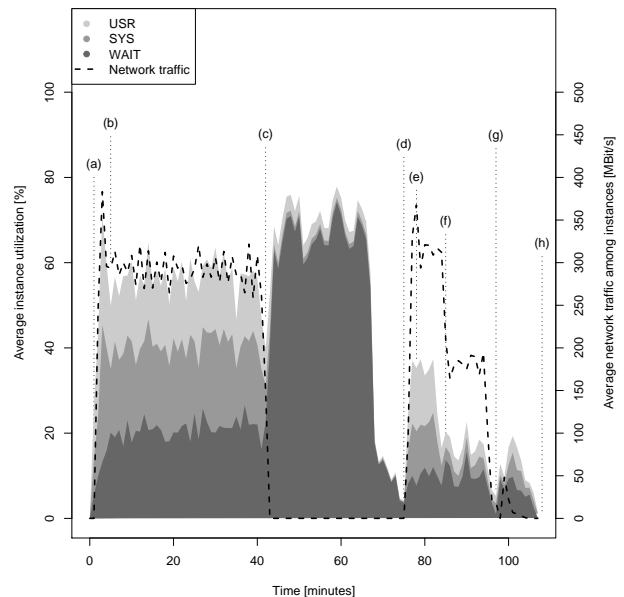 USR
SYS
WAIT
Network traffic
Average instance utilization [%]
0
20
40
60
80
100
(a)
(b)
(c)
(d)
(e)
(f)
(g)
(h)
0
50
100
150
200
250
300
350
400
450
500
Average network traffic among instances [MBit/s]
0
20
40
60
80
100
Time [minutes]